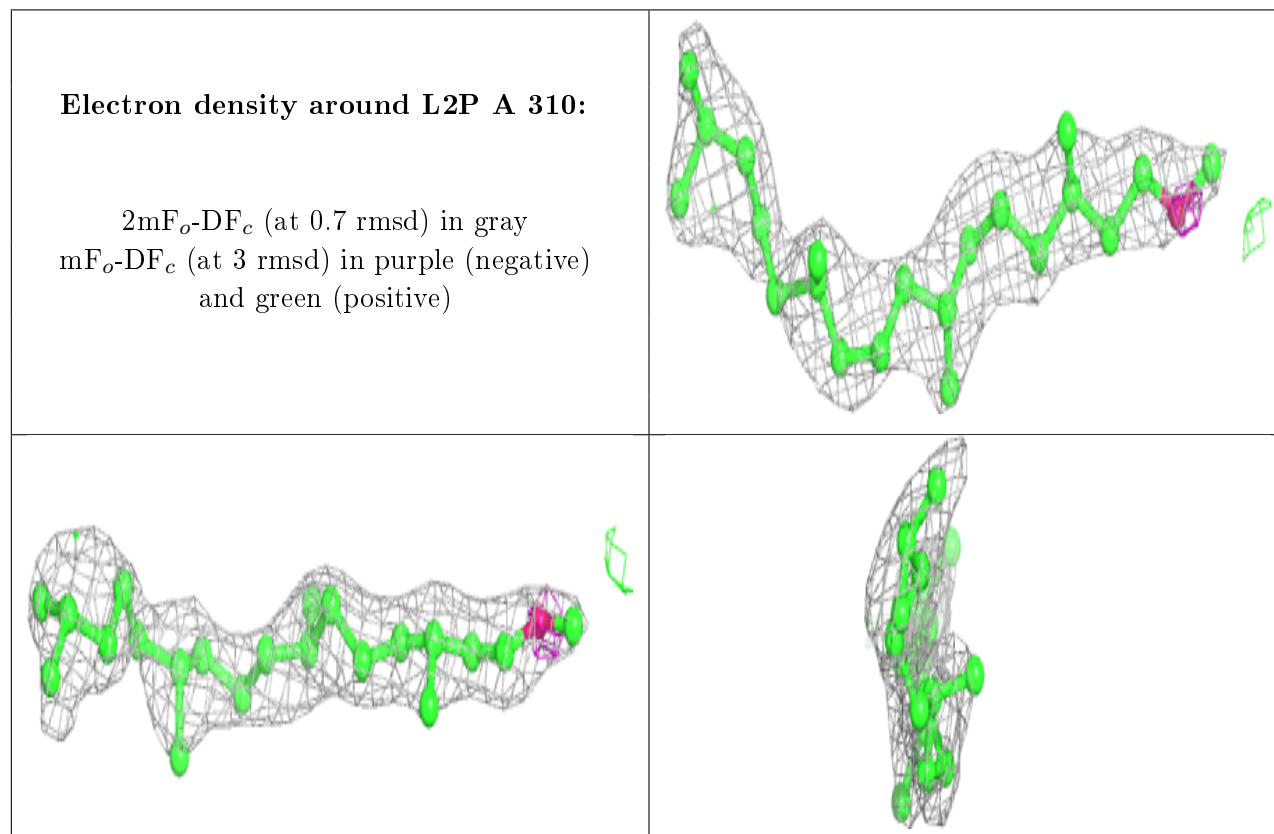 Electron density around L2P A 310:
2mFo-DFc (at 0.7 rmsd) in gray
mFo-DFc (at 3 rmsd) in purple (negative)
and green (positive)